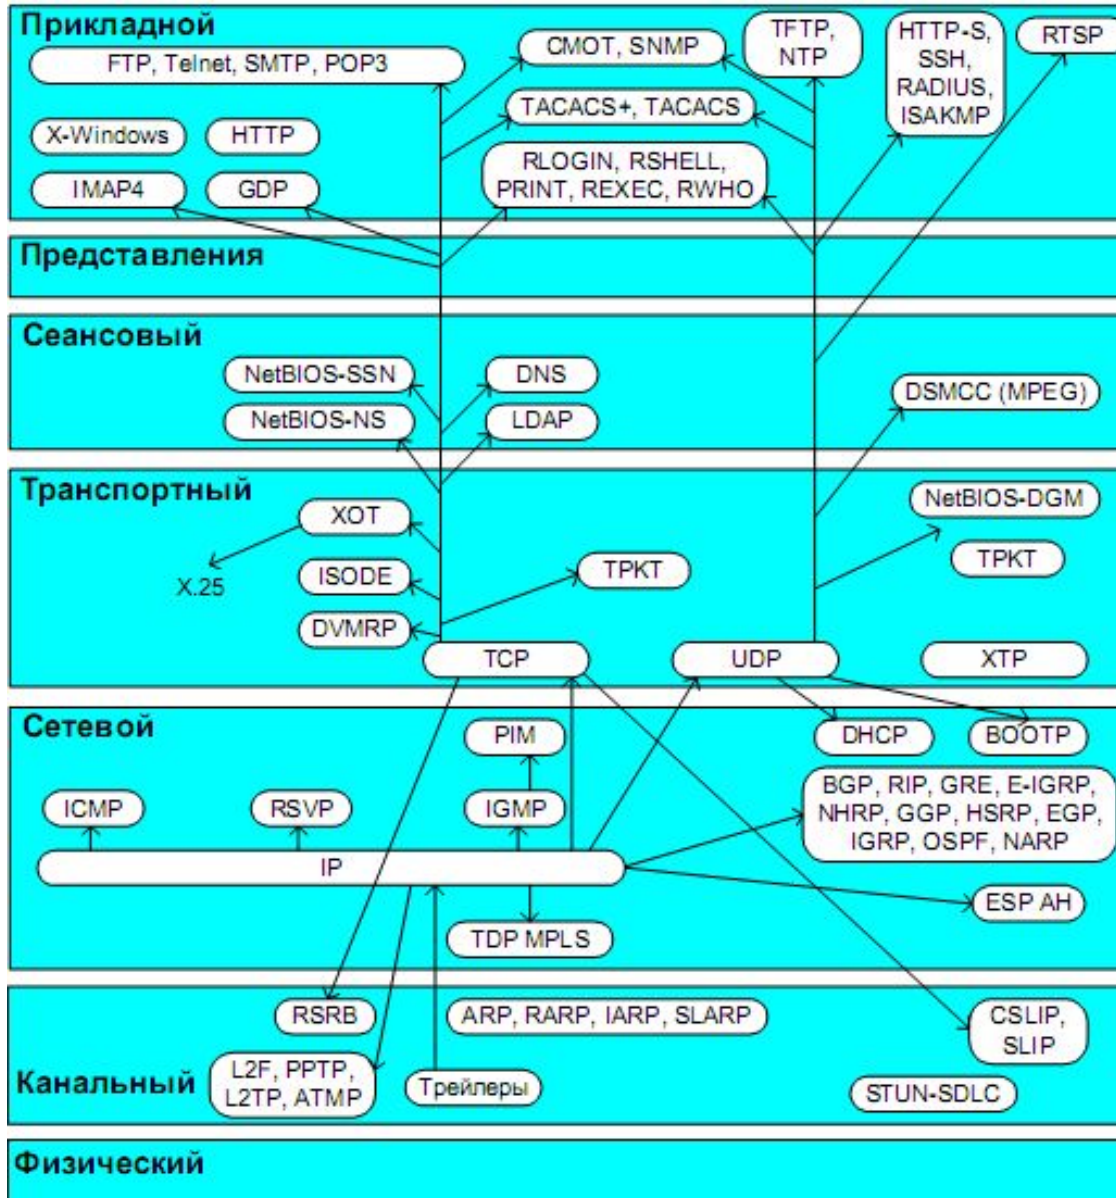 Прикладной
FTP, Telnet, SMTP, POP3
CMOT, SNMP
TFTP,
NTP
HTTP-S,
SSH,
RADIUS,
ISAKMP
RTSP
TACACS+, TACACS
X-Windows
HTTP
RLOGIN, RSHELL,
PRINT, REXEC, RWHO
IMAP4
GDP
Представления
Сеансовый
NetBIOS-SSN
DNS
DSMCC (MPEG)
NetBIOS-NS
LDAP
Транспортный
NetBIOS-DGM
XOT
TPKT
TPKT
X.25
ISODE
DVMRP
TCP
UDP
XTP
Сетевой
PIM
DHCP
BOOTP
ICMP
RSVP
IGMP
BGP, RIP, GRE, E-IGRP,
NHRP, GGP, HSRP, EGP,
IGRP, OSPF, NARP
IP
ESP AH
TDP MPLS
RSRB
ARP, RARP, IARP, SLARP
CSLIP,
SLIP
Канальный
L2F, PPTP,
L2TP, ATMP
Трейлеры
STUN-SDLC
Физический